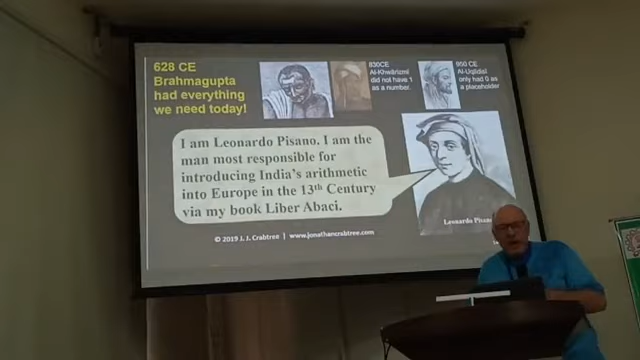 628 CE
Brahmagupta
had everything
we need today!
830CE
Al-Khwārizmī
did not have 1
as a number.
950 CE
Al-Uqlīdisī
only had 0 as
a placeholder
I am Leonardo Pisano. I am the
man most responsible for
introducing India's arithmetic
into Europe in the 13th Century
via my book Liber Abaci.
Leonardo Pisano
© 2019 J. J. Crabtree | www.jonathancrabtree.com